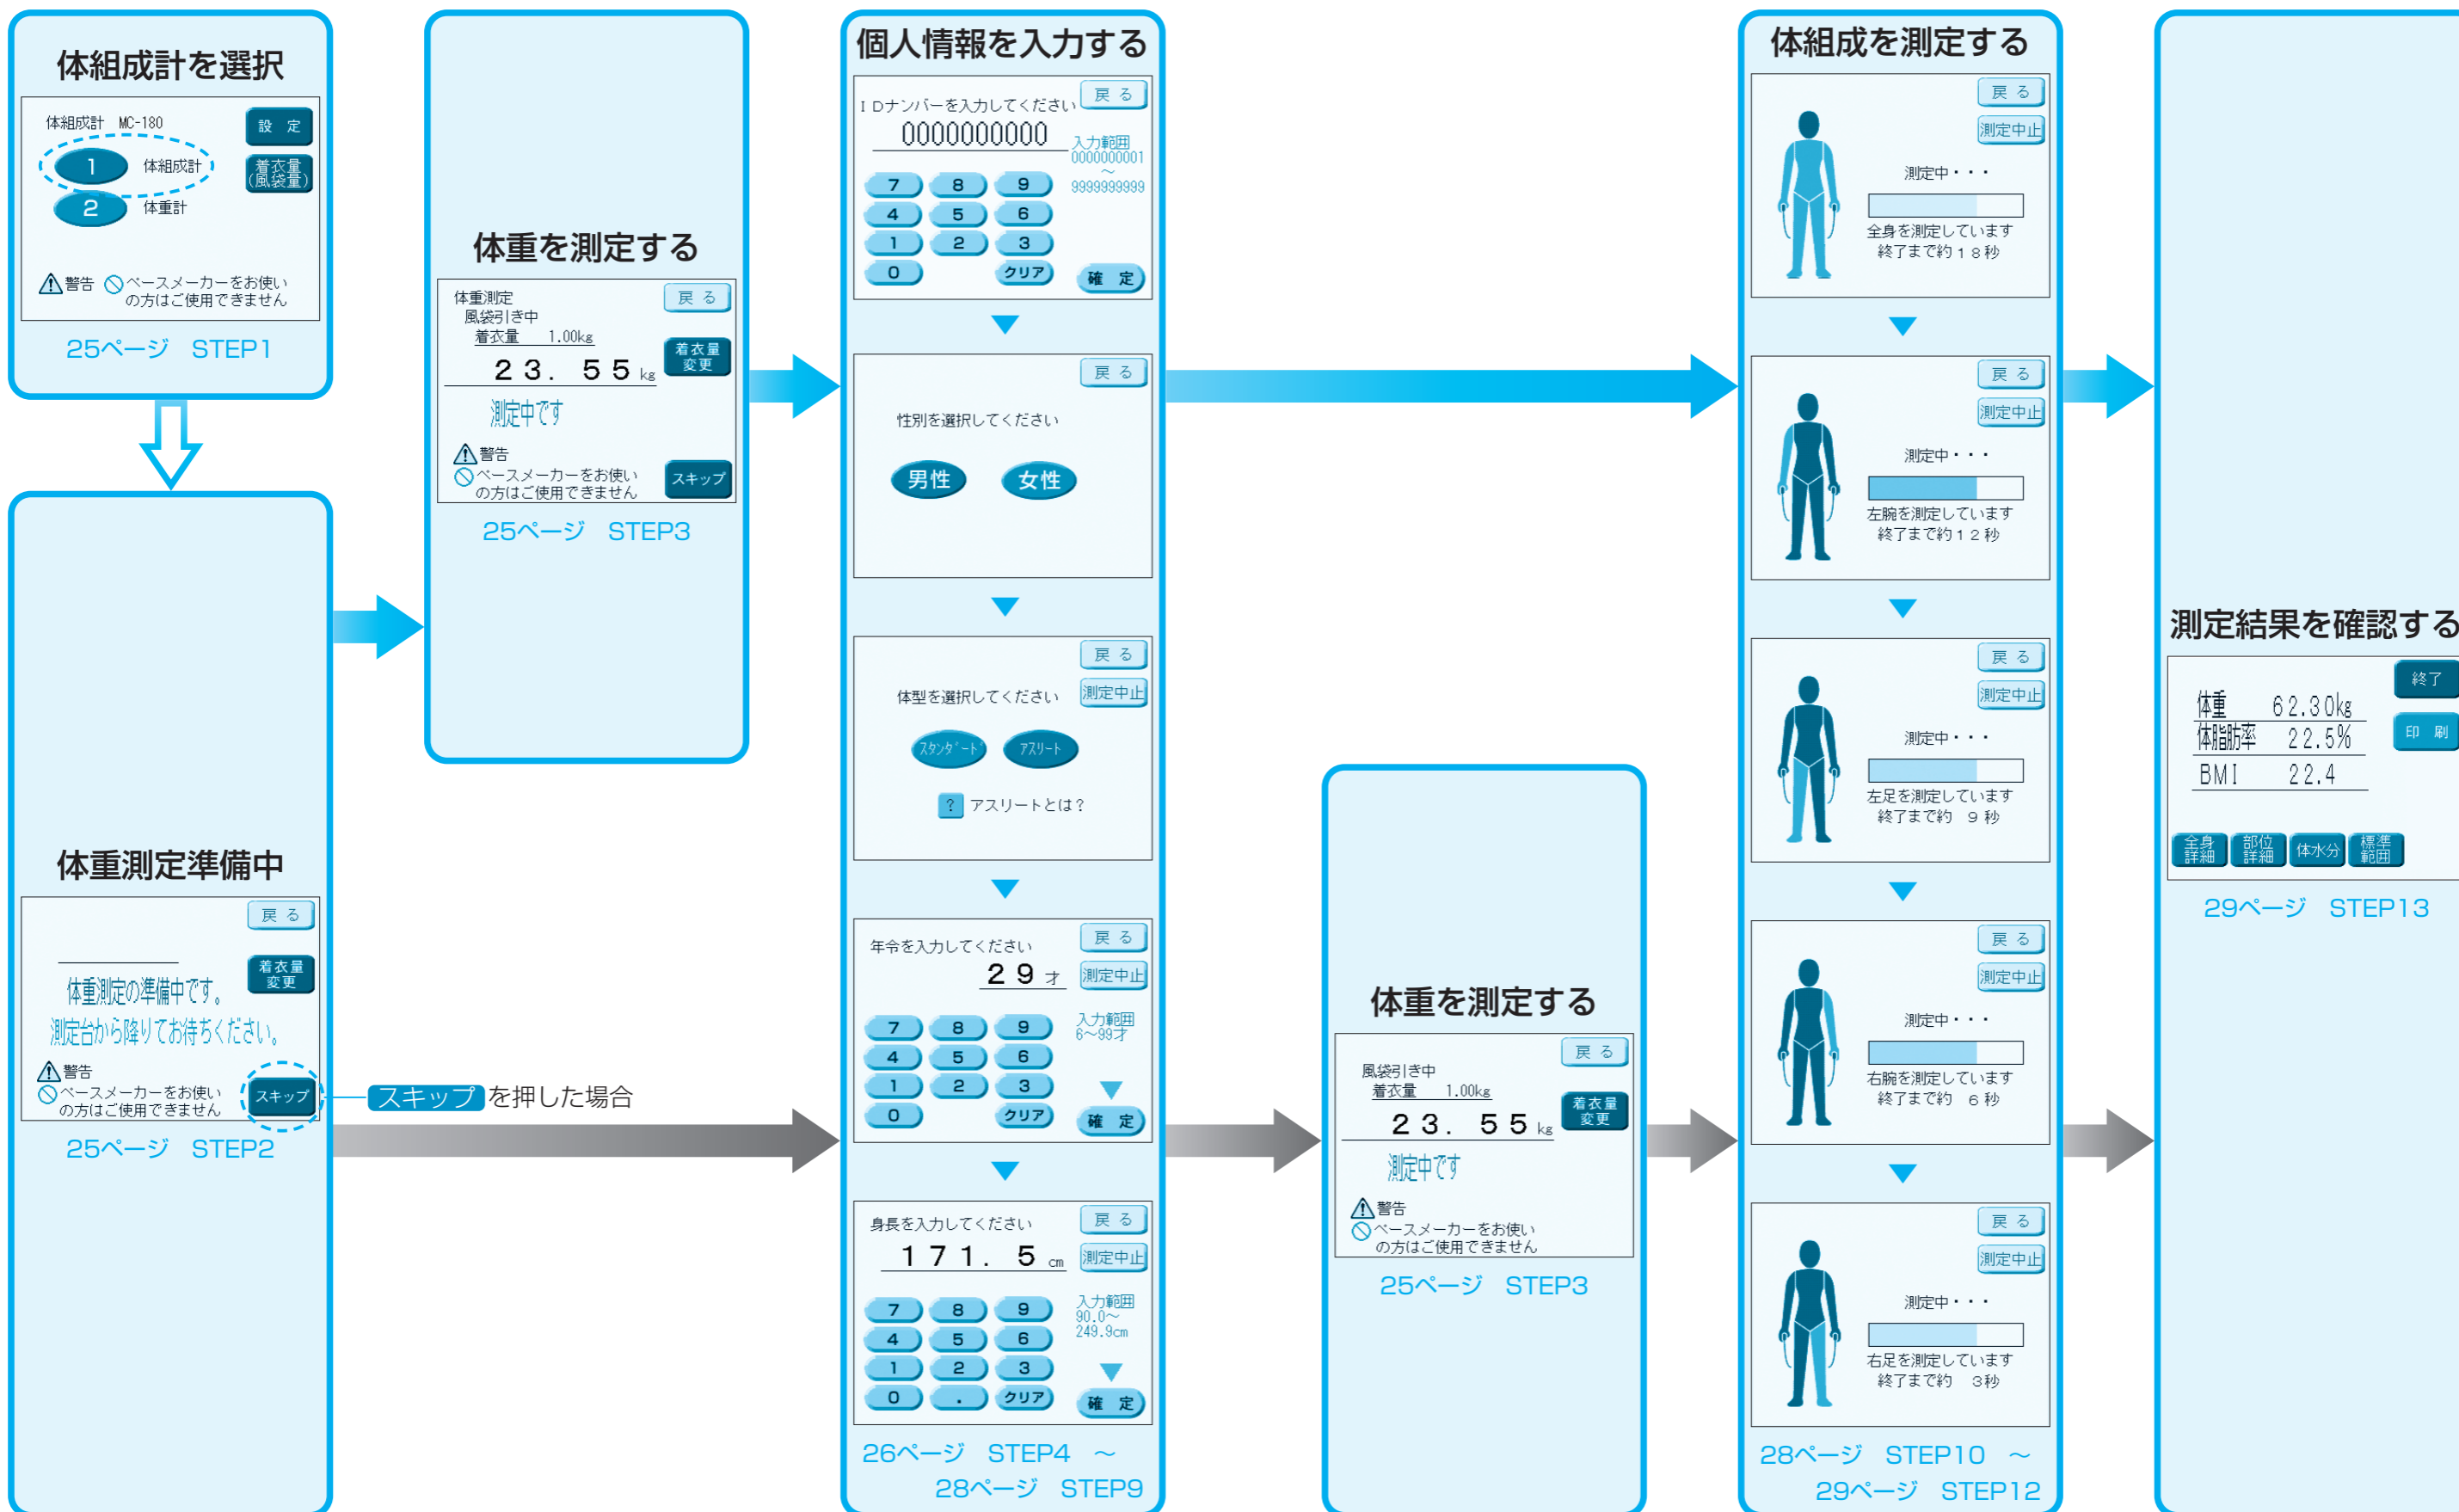 体組成計を選択
体組成計 MC-180
設 定
1 体組成計
着衣量
(風袋量)
2 体重計
警告 ペースメーカーをお使い
の方はご使用できません
25ページ STEP1
体重測定準備中
戻 る
着衣量
変更
体重測定の準備中です。
測定台から降りてお待ちください。
警告
ペースメーカーをお使い
の方はご使用できません
スキップ
25ページ STEP2
スキップ を押した場合
体重を測定する
体重測定
戻 る
風袋引き中
着衣量 1.00kg
着衣量
変更
23.55kg
測定中です
警告
ペースメーカーをお使い
の方はご使用できません
スキップ
25ページ STEP3
個人情報を入力する
戻 る
IDナンバーを入力してください
0000000000
入力範囲
0000000001
~
9999999999
7 8 9
4 5 6
1 2 3
0 クリア
確 定
戻 る
性別を選択してください
男性 女性
戻 る
測定中止
体型を選択してください
スタンダード アスリート
? アスリートとは?
戻 る
年令を入力してください
29才
測定中止
入力範囲
6~99才
7 8 9
4 5 6
1 2 3
0 クリア
確 定
戻 る
身長を入力してください
171.5cm
測定中止
入力範囲
90.0~
249.9cm
7 8 9
4 5 6
1 2 3
0 . クリア
確 定
26ページ STEP4 ~
28ページ STEP9
体重を測定する
戻 る
風袋引き中
着衣量 1.00kg
着衣量
変更
23.55kg
測定中です
警告
ペースメーカーをお使い
の方はご使用できません
25ページ STEP3
体組成を測定する
戻 る
測定中止
測定中・・・
全身を測定しています
終了まで約18秒
戻 る
測定中止
測定中・・・
左腕を測定しています
終了まで約12秒
戻 る
測定中止
測定中・・・
左足を測定しています
終了まで約 9秒
戻 る
測定中止
測定中・・・
右腕を測定しています
終了まで約 6秒
戻 る
測定中止
測定中・・・
右足を測定しています
終了まで約 3秒
28ページ STEP10 ~
29ページ STEP12
測定結果を確認する
終了
体重 62.30kg
印 刷
体脂肪率 22.5%
BMI 22.4
全身
詳細
部位
詳細
体水分
標準
範囲
29ページ STEP13